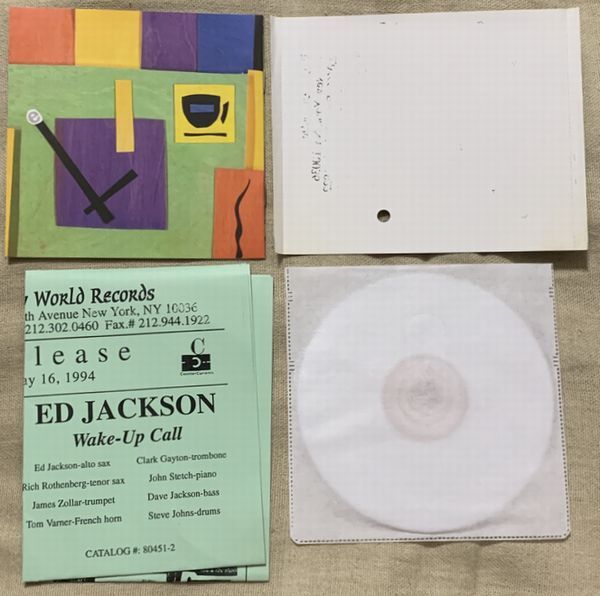 World Records
Avenue New York, NY 10036
212.302.0460 Fax.# 212.944.1922
lease
C
CounterCurrents
16, 1994
ED JACKSON
Wake-Up Call
Ed Jackson-alto sax
Clark Gayton-trombone
Rich Rothenberg-tenor sax
John Stetch-piano
James Zollar-trumpet
Dave Jackson-bass
Tom Varner-French horn
Steve Johns-drums
CATALOG #: 80451-2